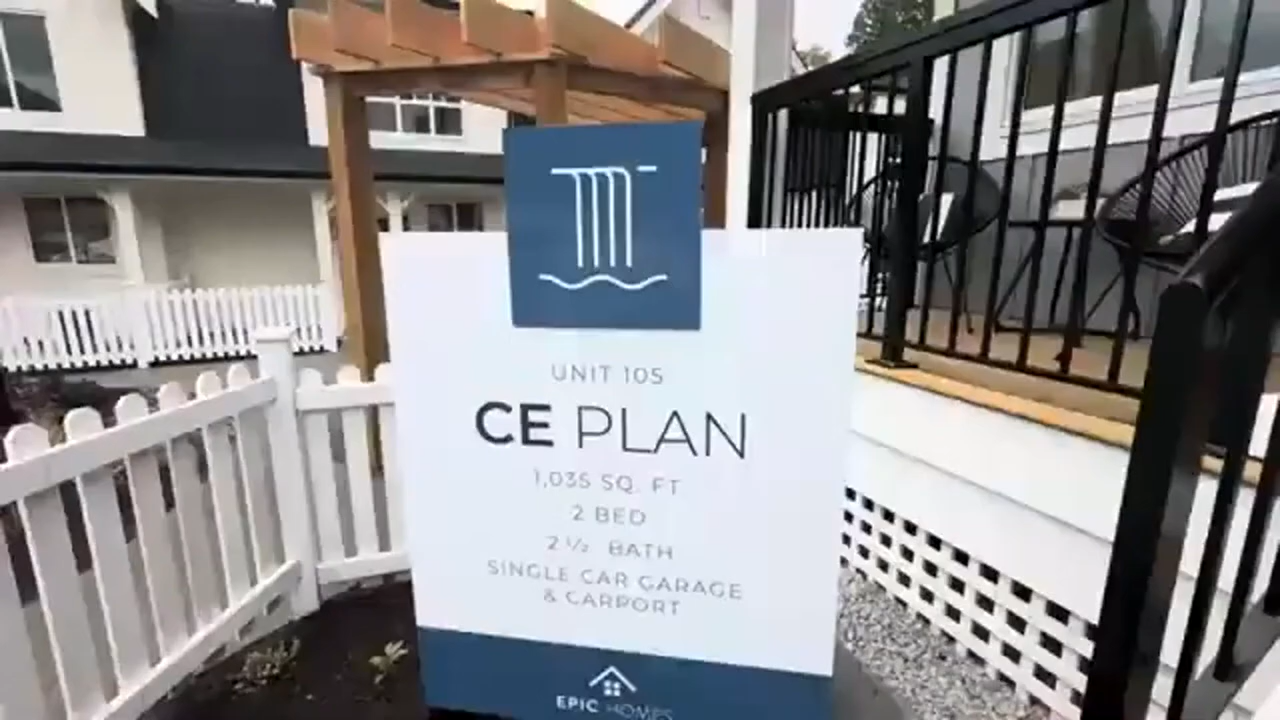 UNIT 105
CE PLAN
1,035 SQ. FT
2 BED
2 ½ BATH
SINGLE CAR GARAGE
& CARPORT
EPIC HOMES